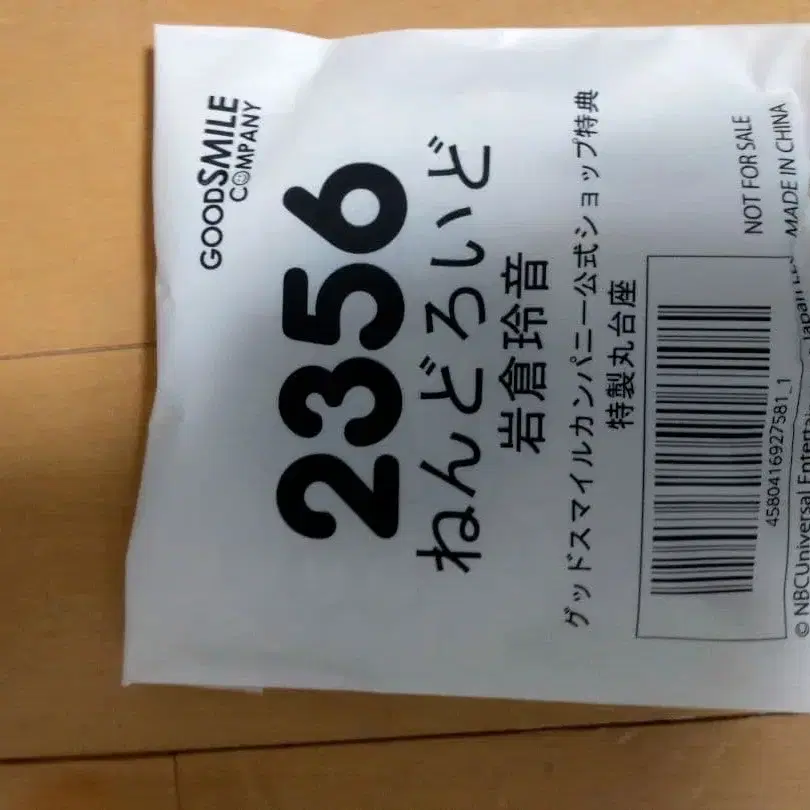 GOODSMILE
COMPANY
2356
ねんどろいど
岩倉玲音
グッドスマイルカンパニー公式ショップ特典
特製丸台座
NOT FOR SALE
MADE IN CHINA
4580416927581_1
© NBCUniversal Entertai
Japan